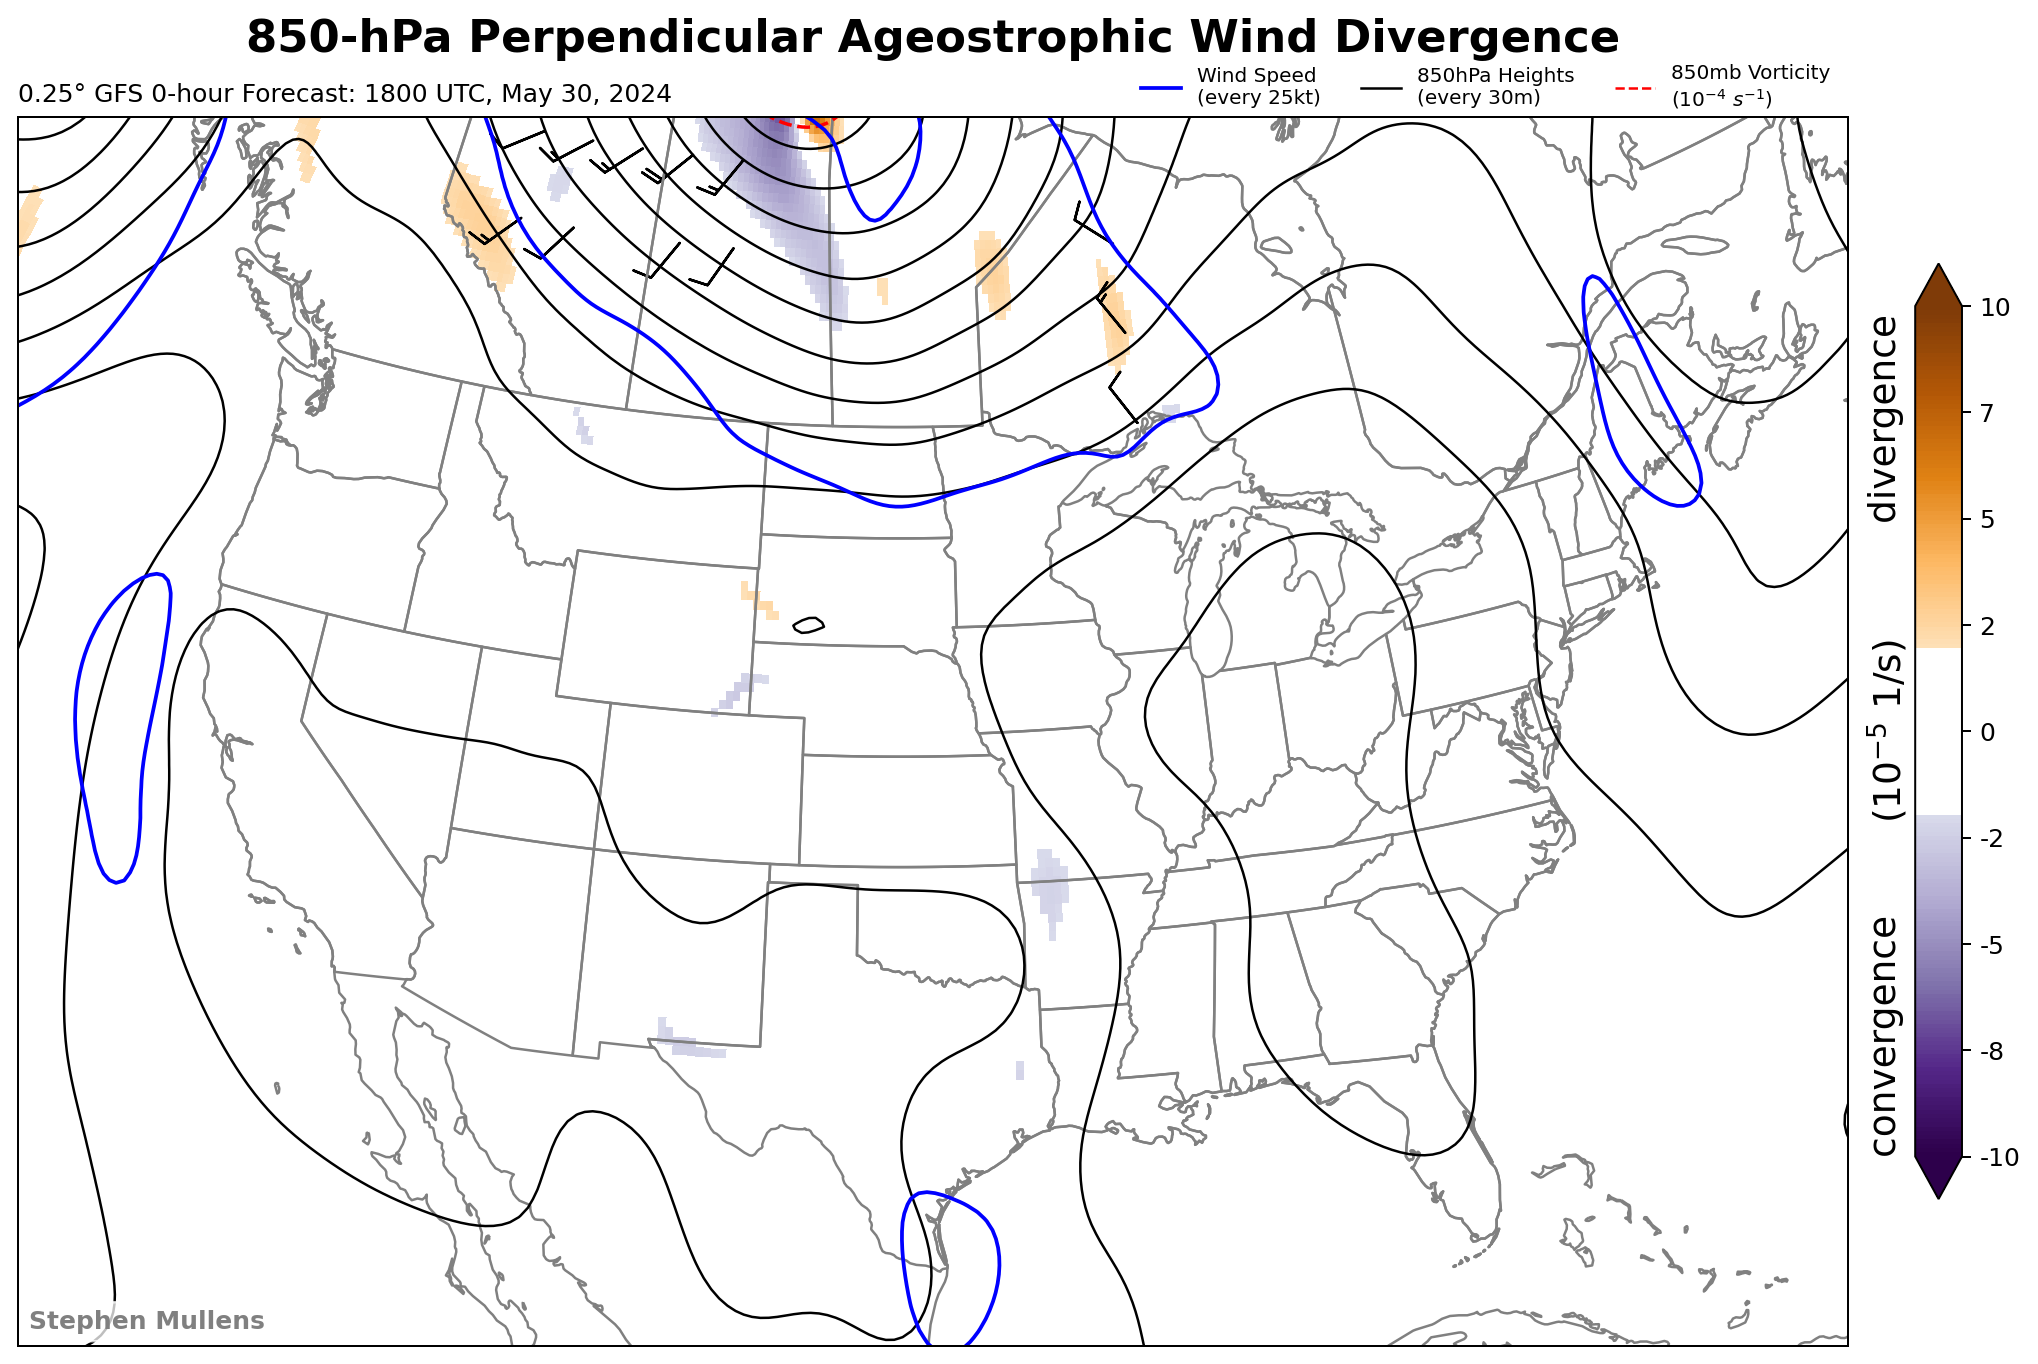 850-hPa Perpendicular Ageostrophic Wind Divergence
0.25° GFS 0-hour Forecast: 1800 UTC, May 30, 2024
Wind Speed
(every 25kt)
850hPa Heights
(every 30m)
850mb Vorticity
(10⁻⁴ s⁻¹)
10
7
5
2
0
-2
-5
-8
-10
convergence (10⁻⁵ 1/s) divergence
Stephen Mullens